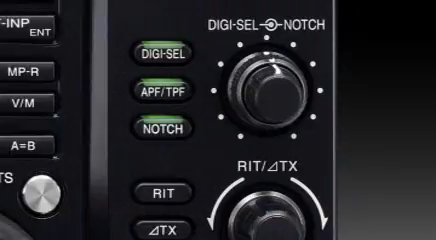 -INP
ENT
MP-R
V/M
A=B
TS
DIGI-SEL NOTCH
DIGI-SEL
APF/TPF
NOTCH
RIT/⊿TX
RIT
⊿TX